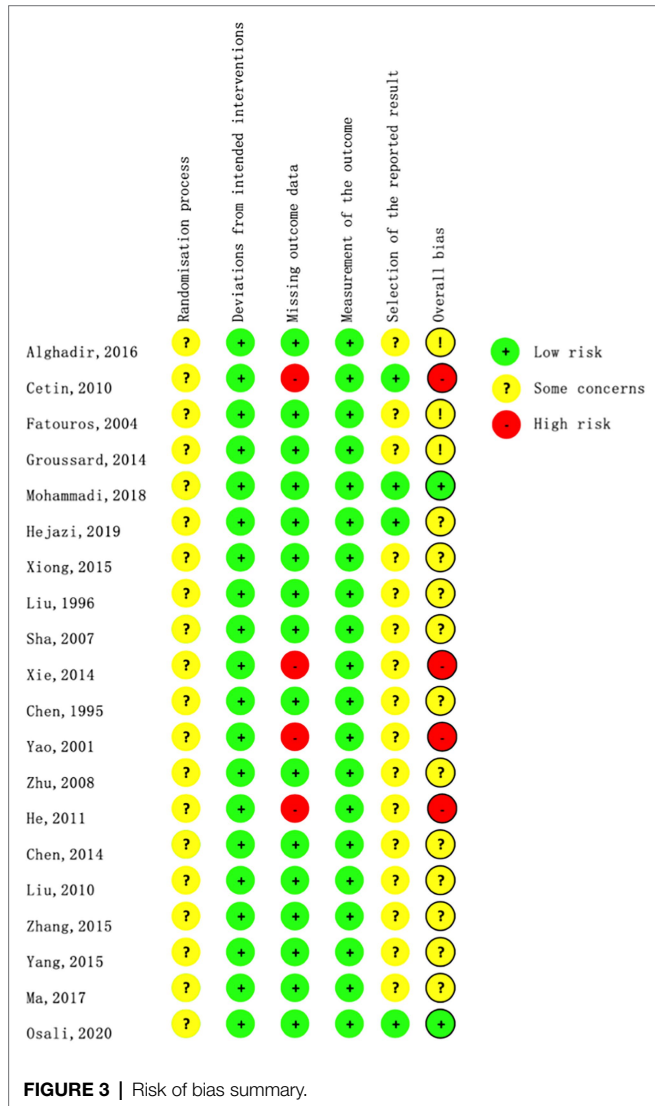 Randomisation process
Deviations from intended interventions
Missing outcome data
Measurement of the outcome
Selection of the reported result
Overall bias
Alghadir, 2016 ? + + + ? !
Cetin, 2010 ? + - + + -
Fatouros, 2004 ? + + + ? !
Groussard, 2014 ? + + + ? !
Mohammadi, 2018 ? + + + + +
Hejazi, 2019 ? + + + + ?
Xiong, 2015 ? + + + ? ?
Liu, 1996 ? + + + ? ?
Sha, 2007 ? + + + ? ?
Xie, 2014 ? + - + ? -
Chen, 1995 ? + + + ? ?
Yao, 2001 ? + - + ? -
Zhu, 2008 ? + + + ? ?
He, 2011 ? + - + ? -
Chen, 2014 ? + + + ? ?
Liu, 2010 ? + + + ? ?
Zhang, 2015 ? + + + ? ?
Yang, 2015 ? + + + ? ?
Ma, 2017 ? + + + ? ?
Osali, 2020 ? + + + + +
+ Low risk
? Some concerns
- High risk
FIGURE 3 | Risk of bias summary.